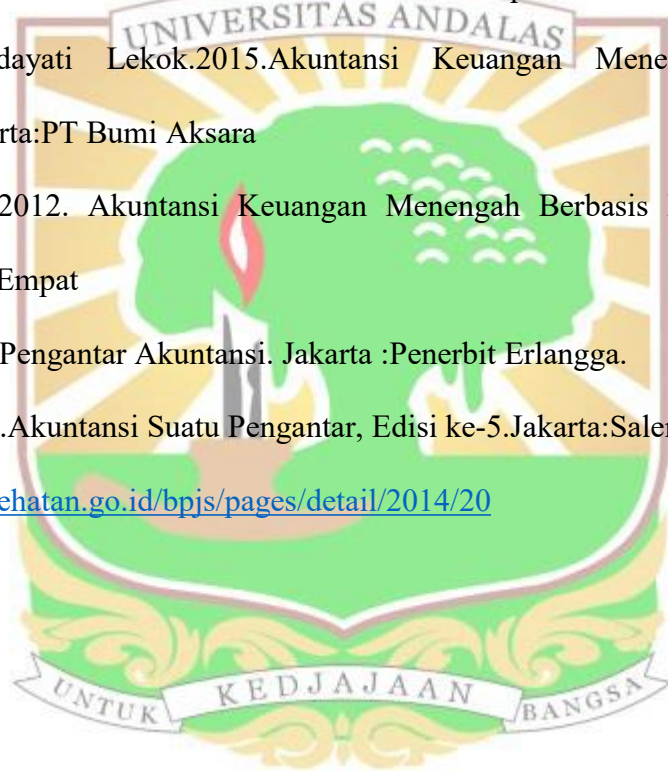 UNIVERSITAS ANDALAS
dayati Lekok.2015.Akuntansi Keuangan Mene
rta:PT Bumi Aksara
2012. Akuntansi Keuangan Menengah Berbasis
Empat
Pengantar Akuntansi. Jakarta :Penerbit Erlangga.
.Akuntansi Suatu Pengantar, Edisi ke-5.Jakarta:Saler
ehatan.go.id/bpjs/pages/detail/2014/20
UNTUK KEDJAJAAN BANGSA